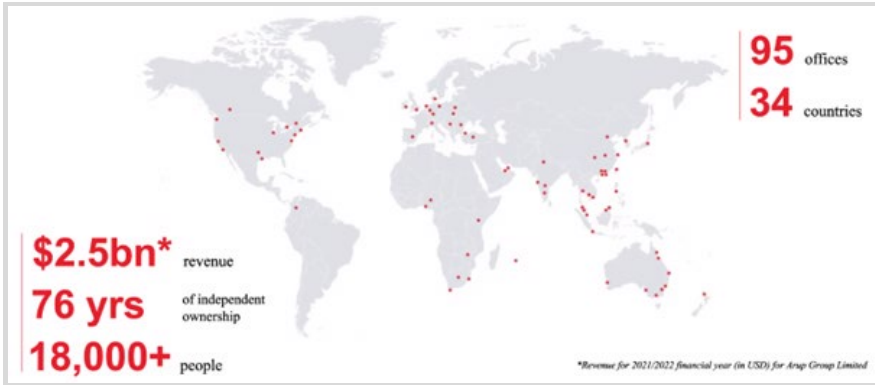 95 offices
34 countries
$2.5bn* revenue
76 yrs of independent
ownership
18,000+ people
*Revenue for 2021/2022 financial year (in USD) for Arup Group Limited